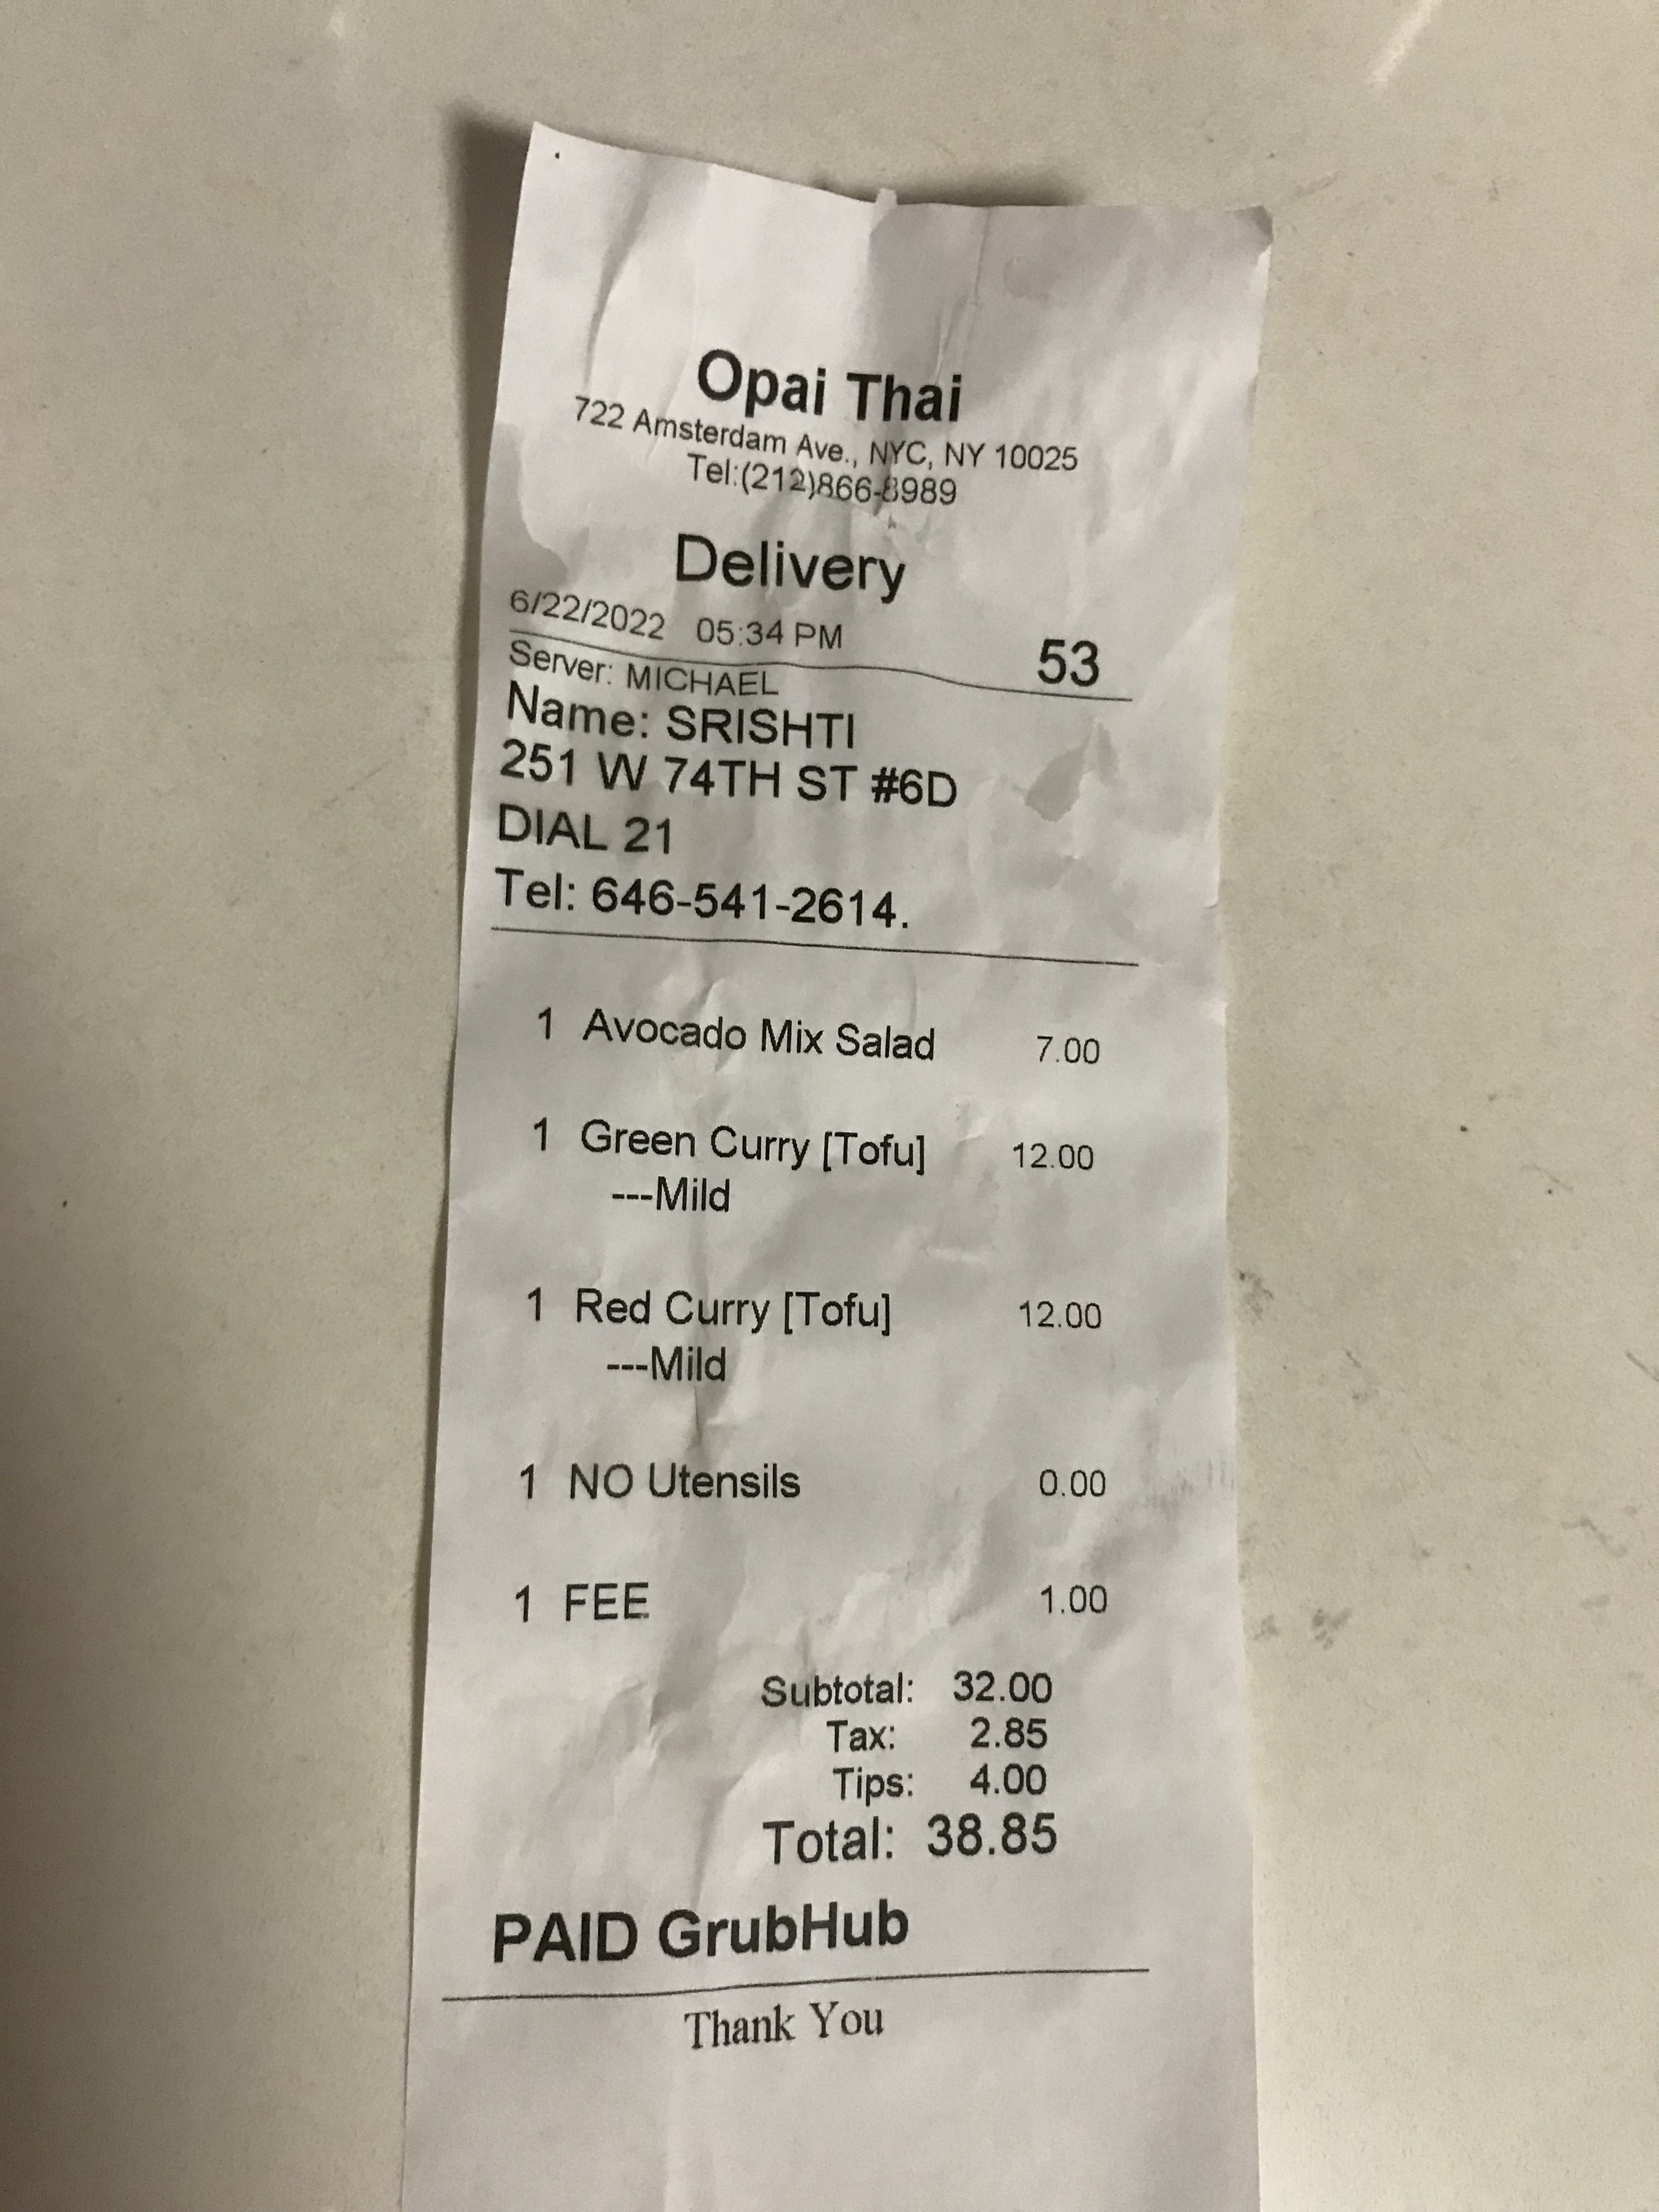 Opai Thai
722 Amsterdam Ave., NYC, NY 10025
Tel:(212)866-8989
Delivery
6/22/2022 05:34 PM 53
Server: MICHAEL
Name: SRISHTI
251 W 74TH ST #6D
DIAL 21
Tel: 646-541-2614.
1 Avocado Mix Salad 7.00
1 Green Curry [Tofu] 12.00
---Mild
1 Red Curry [Tofu] 12.00
---Mild
1 NO Utensils 0.00
1 FEE 1.00
Subtotal: 32.00
Tax: 2.85
Tips: 4.00
Total: 38.85
PAID GrubHub
Thank You